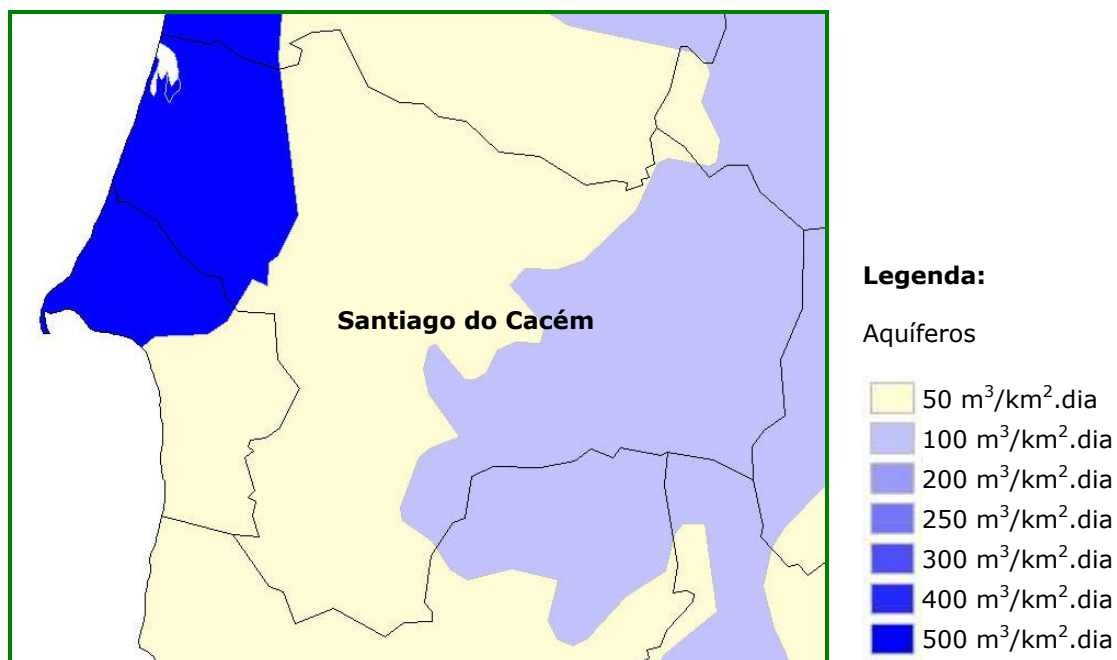 Santiago do Cacém
Legenda:
Aquíferos
50 m³/km².dia
100 m³/km².dia
200 m³/km².dia
250 m³/km².dia
300 m³/km².dia
400 m³/km².dia
500 m³/km².dia